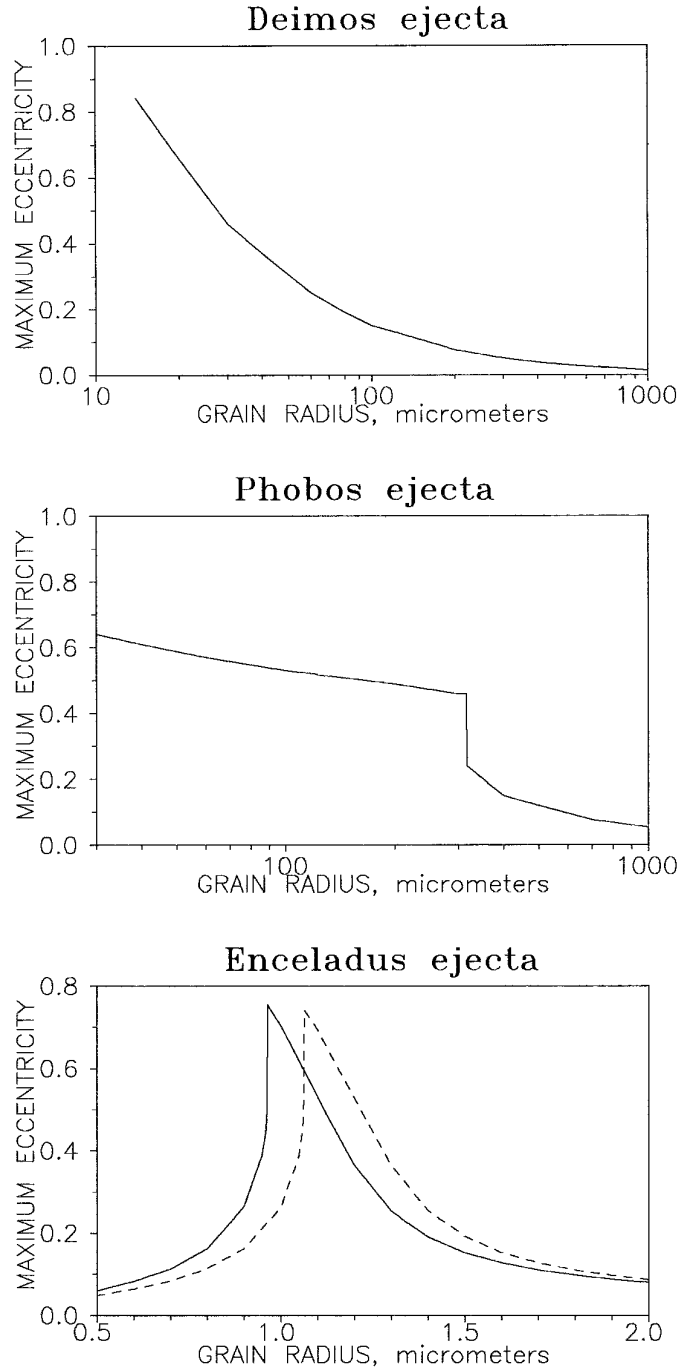 Deimos ejecta
MAXIMUM ECCENTRICITY
1.0
0.8
0.6
0.4
0.2
0.0
10
100
1000
GRAIN RADIUS, micrometers
Phobos ejecta
MAXIMUM ECCENTRICITY
1.0
0.8
0.6
0.4
0.2
0.0
100
1000
GRAIN RADIUS, micrometers
Enceladus ejecta
MAXIMUM ECCENTRICITY
0.8
0.6
0.4
0.2
0.0
0.5
1.0
1.5
2.0
GRAIN RADIUS, micrometers